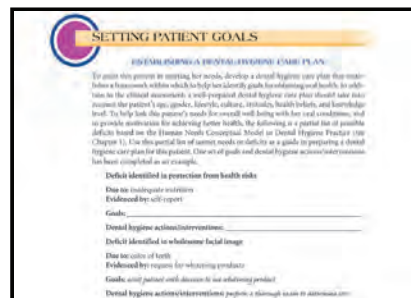 SETTING PATIENT GOALS
ESTABLISHING A DENTAL HYGIENE CARE PLAN
To assist this patient in meeting her needs, develop a dental hygiene care plan that establishes
a framework within which to help her identify goals for obtaining oral health. In addition
to the clinical assessment, a well-prepared dental hygiene care plan should take into
account the patient's age, gender, lifestyle, culture, attitudes, health beliefs, and knowledge
level. To help link this patient's needs for overall well being with her oral conditions, and
to provide motivation for achieving better health, the following is a partial list of possible
deficits based on the Human Needs Conceptual Model to Dental Hygiene Practice (see
Chapter 1). Use this partial list of unmet needs or deficits as a guide in preparing a dental
hygiene care plan for this patient. One set of goals and dental hygiene actions/interventions
has been completed as an example.
Deficit identified in protection from health risks
Due to: inadequate nutrition
Evidenced by: self-report
Goals:
Dental hygiene actions/interventions:
Deficit identified in wholesome facial image
Due to: color of teeth
Evidenced by: request for whitening products
Goals: assist patient with decision to use whitening product
Dental hygiene actions/interventions: perform a thorough exam to determine